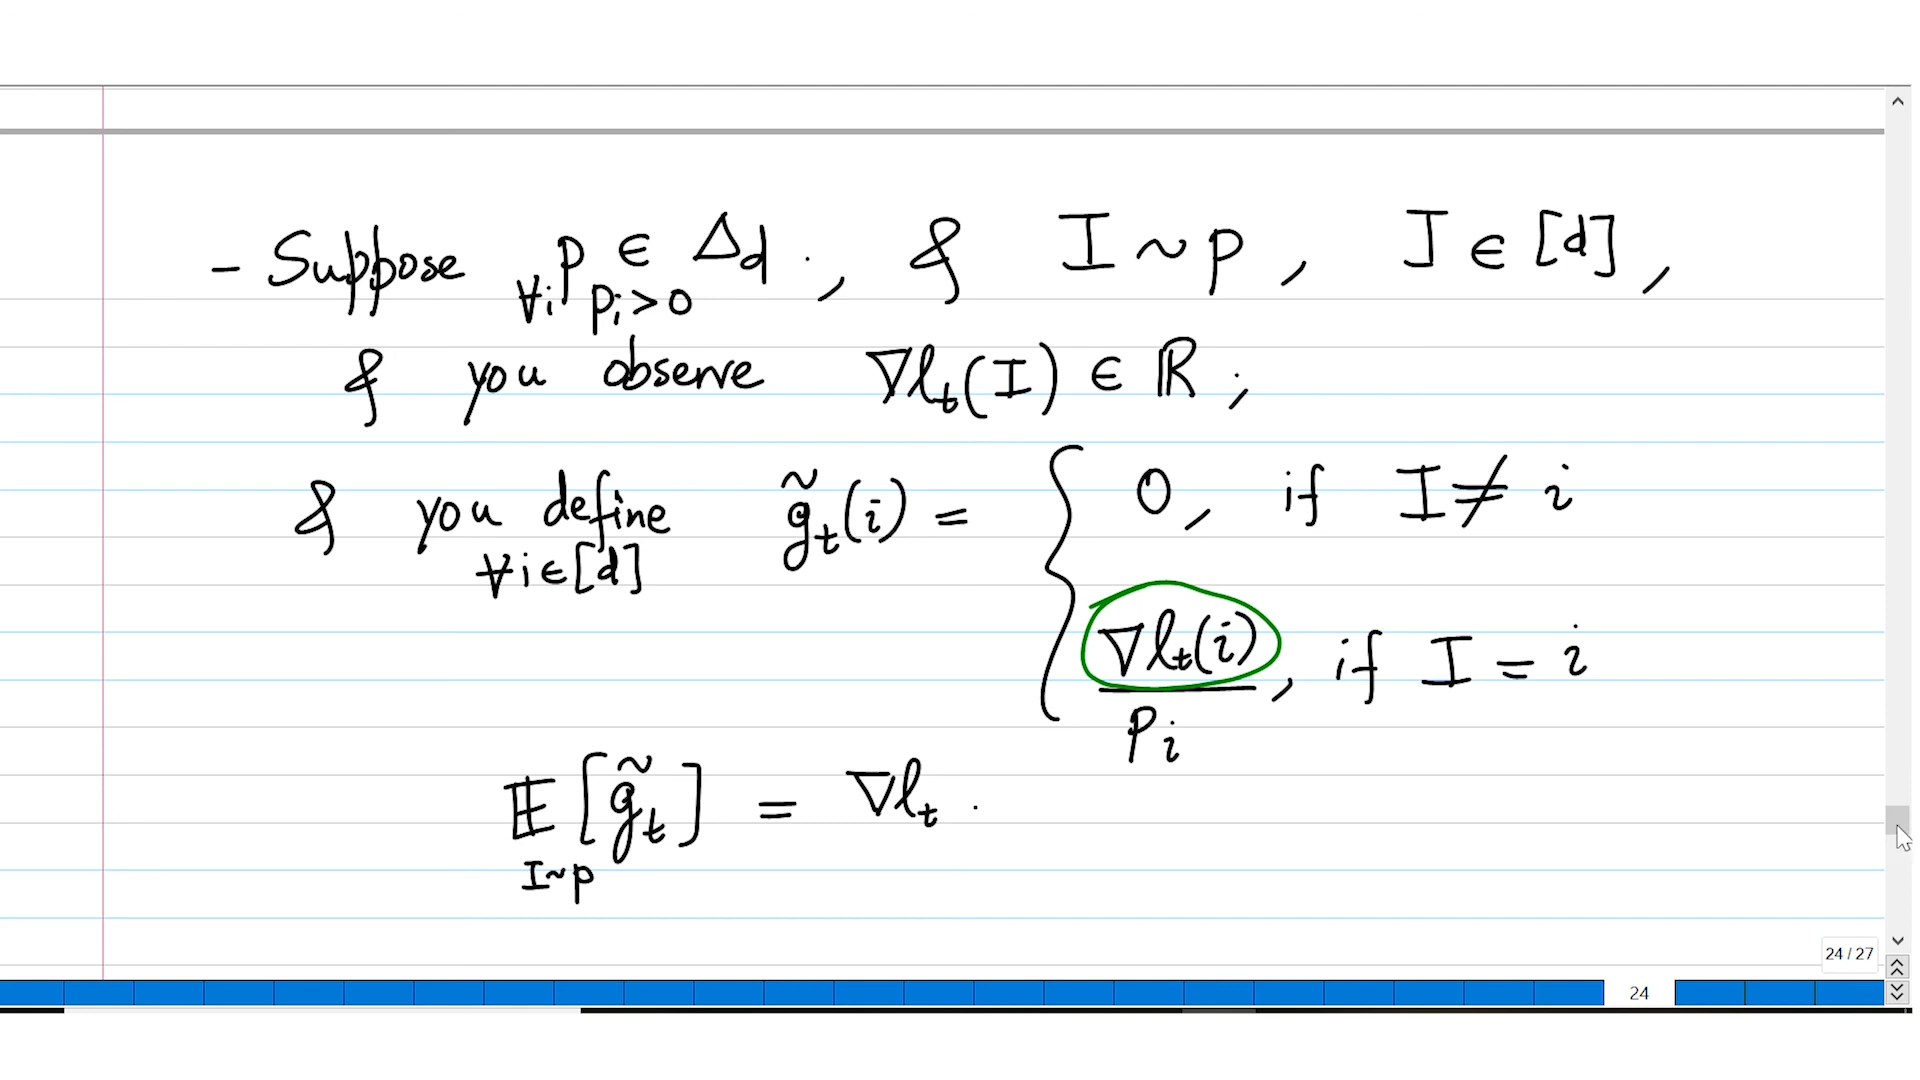 - Suppose p ∈ Δd ., & I ~ p , I ∈ [d] ,
∀i pᵢ > 0
& you observe ∇lₜ(I) ∈ ℝ ;
& you define g̃ₜ(i) = { 0, if I ≠ i
∀i∈[d]
∇lₜ(i) / pᵢ , if I = i
𝔼 [g̃ₜ] = ∇lₜ .
I~p
24 / 27
24